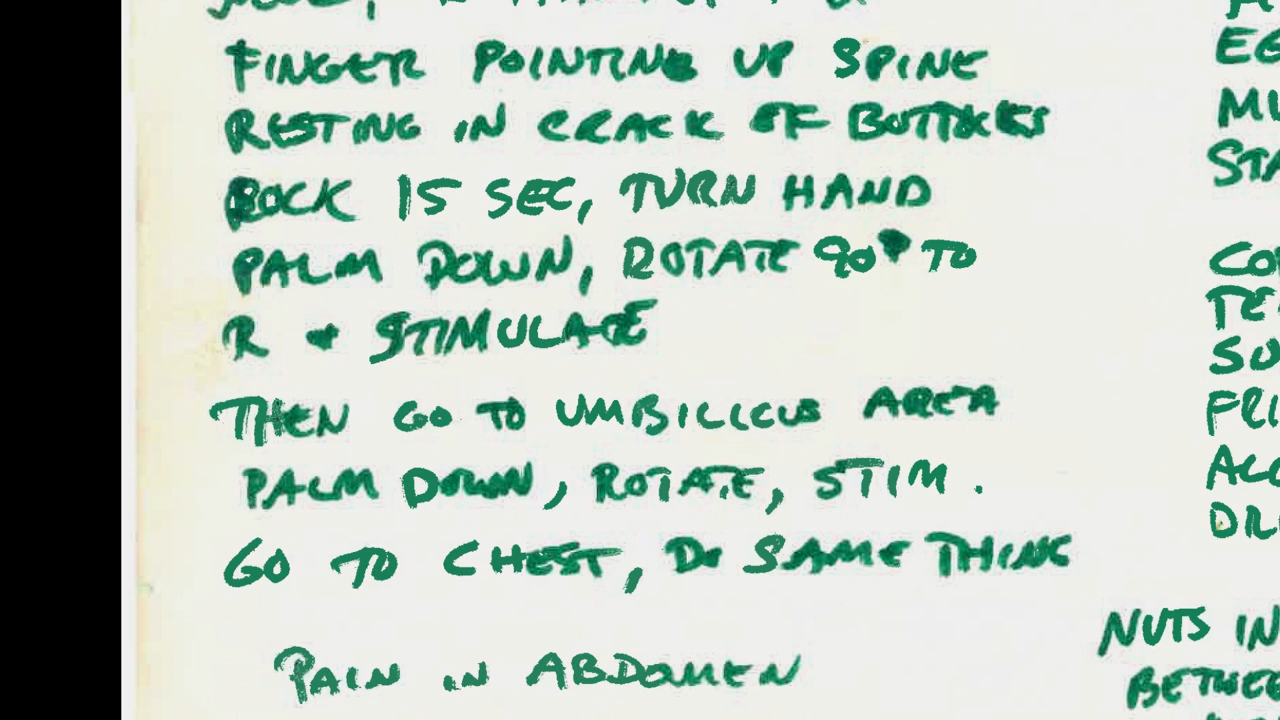 FINGER POINTING UP SPINE
RESTING IN CRACK OF BUTTOCKS
ROCK 15 SEC, TURN HAND
PALM DOWN, ROTATE 90° TO
R + STIMULATE
THEN GO TO UMBILICUS AREA
PALM DOWN, ROTATE, STIM.
GO TO CHEST, DO SAME THING
PAIN IN ABDOMEN
NUTS IN